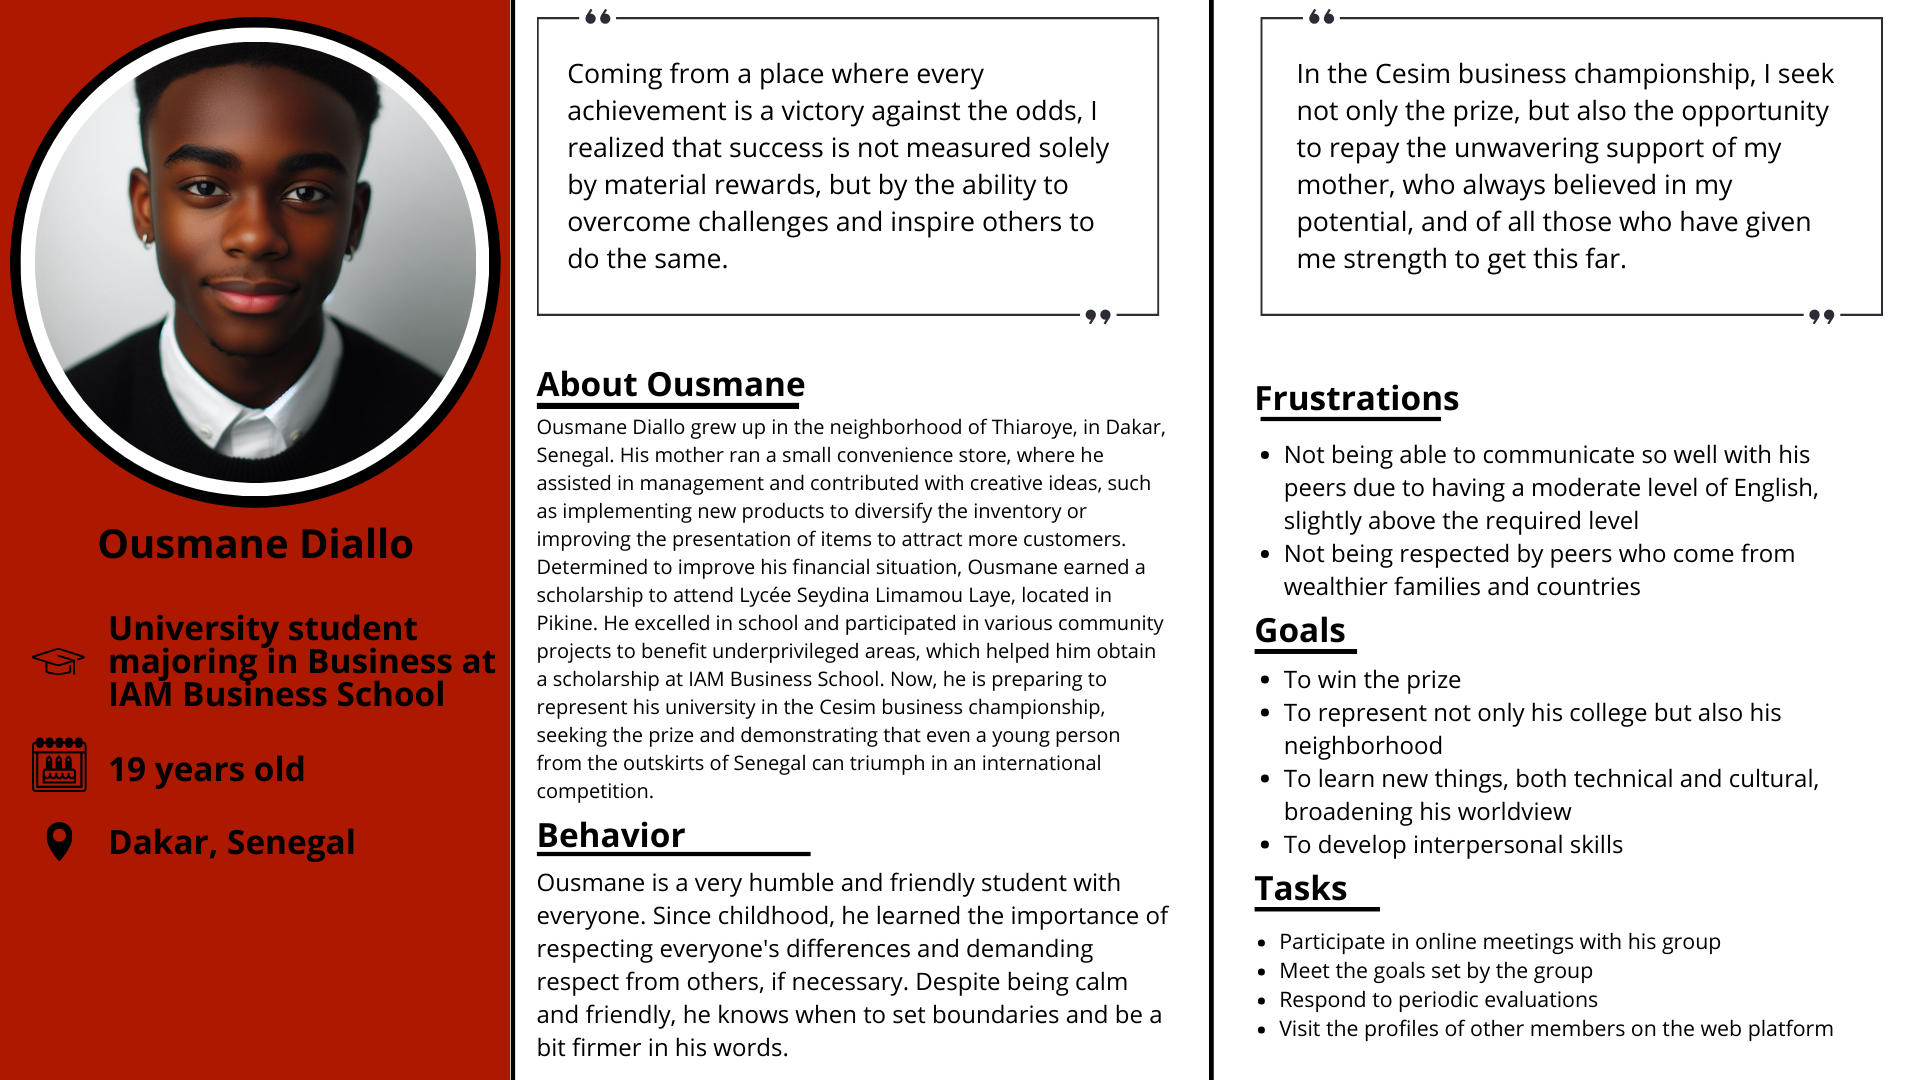 Ousmane Diallo
University student
majoring in Business at
IAM Business School
19 years old
Dakar, Senegal
“
Coming from a place where every
achievement is a victory against the odds, I
realized that success is not measured solely
by material rewards, but by the ability to
overcome challenges and inspire others to
do the same.
”
About Ousmane
Ousmane Diallo grew up in the neighborhood of Thiaroye, in Dakar,
Senegal. His mother ran a small convenience store, where he
assisted in management and contributed with creative ideas, such
as implementing new products to diversify the inventory or
improving the presentation of items to attract more customers.
Determined to improve his financial situation, Ousmane earned a
scholarship to attend Lycée Seydina Limamou Laye, located in
Pikine. He excelled in school and participated in various community
projects to benefit underprivileged areas, which helped him obtain
a scholarship at IAM Business School. Now, he is preparing to
represent his university in the Cesim business championship,
seeking the prize and demonstrating that even a young person
from the outskirts of Senegal can triumph in an international
competition.
Behavior
Ousmane is a very humble and friendly student with
everyone. Since childhood, he learned the importance of
respecting everyone's differences and demanding
respect from others, if necessary. Despite being calm
and friendly, he knows when to set boundaries and be a
bit firmer in his words.
“
In the Cesim business championship, I seek
not only the prize, but also the opportunity
to repay the unwavering support of my
mother, who always believed in my
potential, and of all those who have given
me strength to get this far.
”
Frustrations
• Not being able to communicate so well with his
peers due to having a moderate level of English,
slightly above the required level
• Not being respected by peers who come from
wealthier families and countries
Goals
• To win the prize
• To represent not only his college but also his
neighborhood
• To learn new things, both technical and cultural,
broadening his worldview
• To develop interpersonal skills
Tasks
• Participate in online meetings with his group
• Meet the goals set by the group
• Respond to periodic evaluations
• Visit the profiles of other members on the web platform